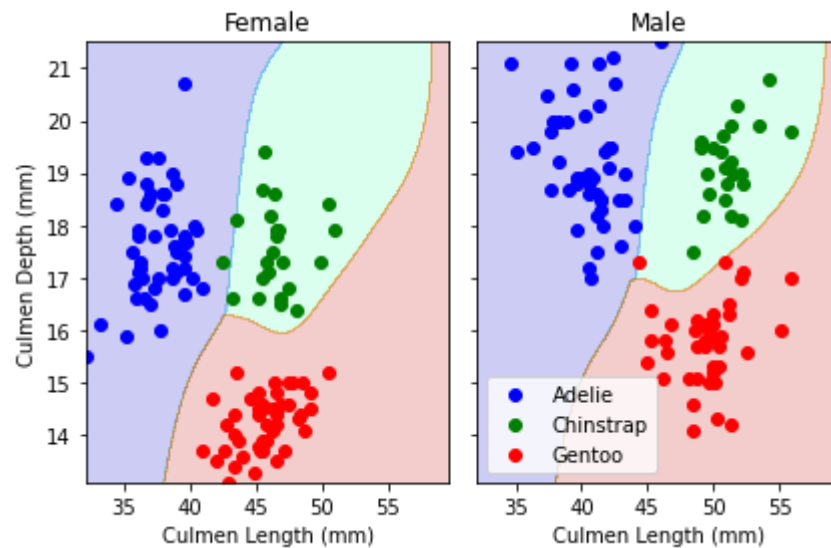 Female
Male
21
20
19
18
17
16
15
14
Culmen Depth (mm)
35
40
45
50
55
35
40
45
50
55
Culmen Length (mm)
Culmen Length (mm)
Adelie
Chinstrap
Gentoo